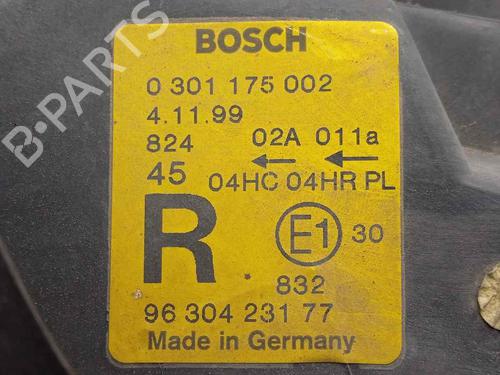 BOSCH
0 301 175 002
4.11.99
824 02A 011a
45 ← ←
04HC 04HR PL
R E1 30
832
96 304 231 77
Made in Germany
B-PARTS